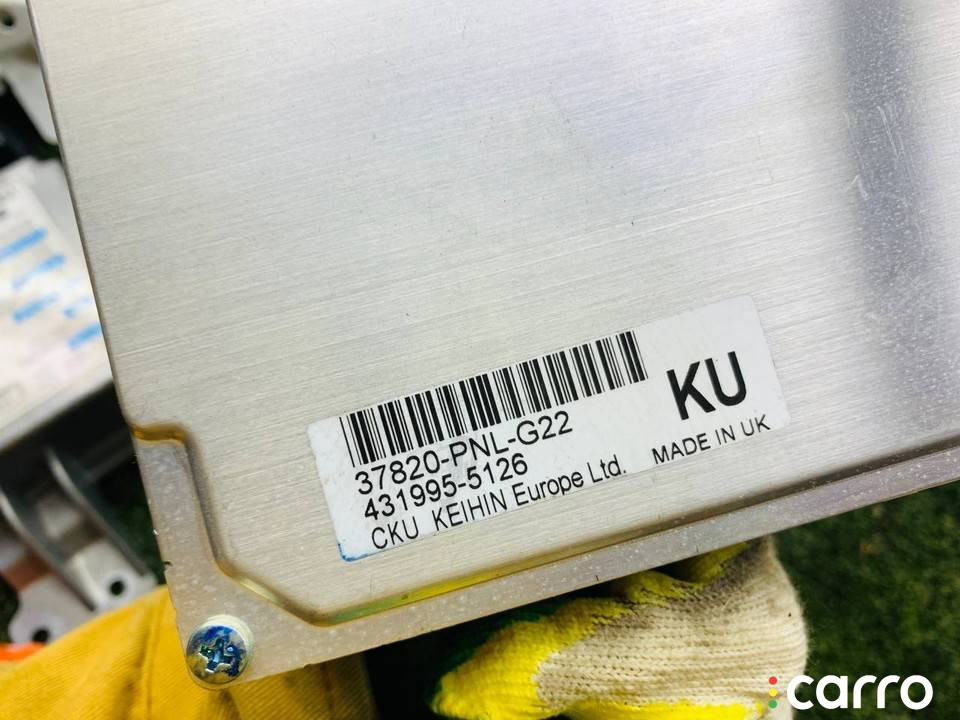 37820-PNL-G22
431995-5126
CKU KEIHIN Europe Ltd.
KU
MADE IN UK
carro